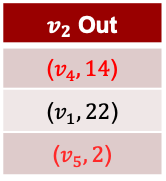 v₂ Out
(v₄, 14)
(v₁, 22)
(v₅, 2)